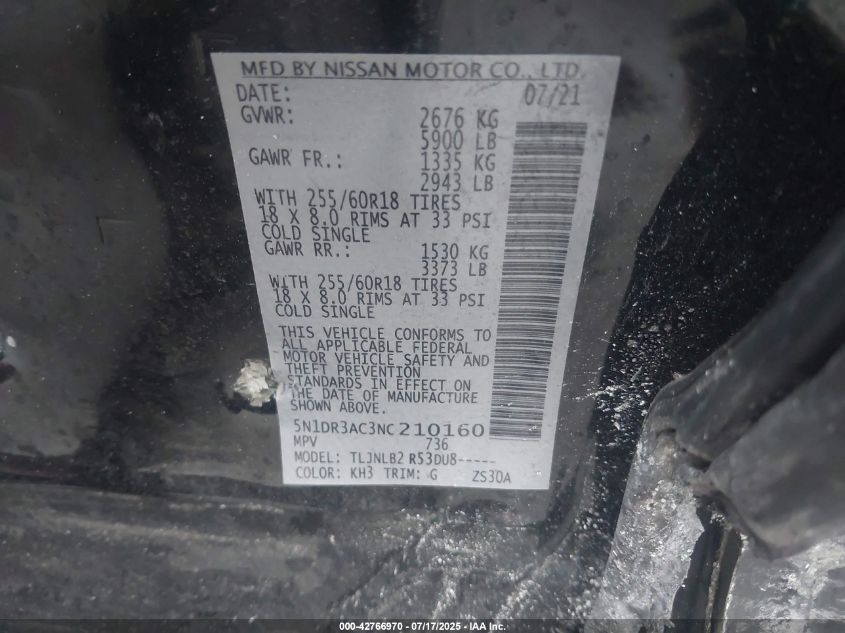 MFD BY NISSAN MOTOR CO., LTD.
DATE: 07/21
GVWR: 2676 KG
5900 LB
GAWR FR.: 1335 KG
2943 LB
WITH 255/60R18 TIRES
18 X 8.0 RIMS AT 33 PSI
COLD SINGLE
GAWR RR.: 1530 KG
3373 LB
WITH 255/60R18 TIRES
18 X 8.0 RIMS AT 33 PSI
COLD SINGLE
THIS VEHICLE CONFORMS TO
ALL APPLICABLE FEDERAL
MOTOR VEHICLE SAFETY AND
THEFT PREVENTION
STANDARDS IN EFFECT ON
THE DATE OF MANUFACTURE
SHOWN ABOVE.
5N1DR3AC3NC210160
MPV 736
MODEL: TLJNLB2 R53DU8-----
COLOR: KH3 TRIM: G ZS30A
000-42766970 - 07/17/2025 - IAA Inc.